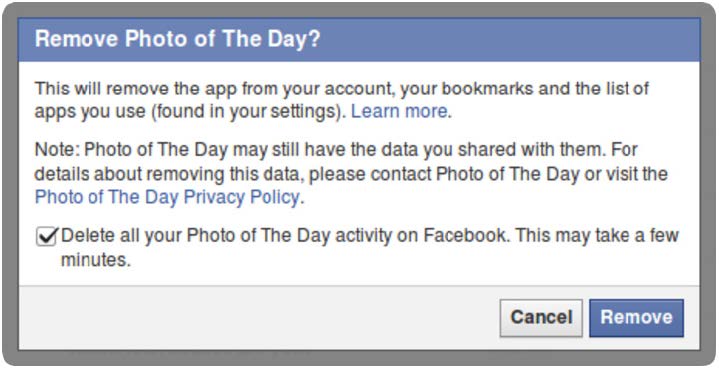 Remove Photo of The Day?
This will remove the app from your account, your bookmarks and the list of
apps you use (found in your settings). Learn more.
Note: Photo of The Day may still have the data you shared with them. For
details about removing this data, please contact Photo of The Day or visit the
Photo of The Day Privacy Policy.
Delete all your Photo of The Day activity on Facebook. This may take a few
minutes.
Cancel Remove